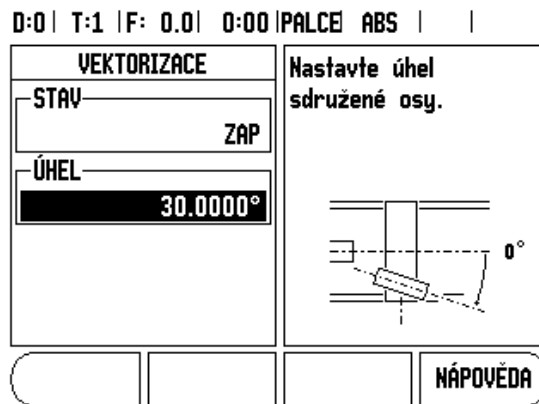 D:0 | T:1 | F: 0.0 | 0:00 | PALCE | ABS | |
VEKTORIZACE
STAV
ZAP
ÚHEL
30.0000°
Nastavte úhel
sdružené osy.
0°
NÁPOVĚDA